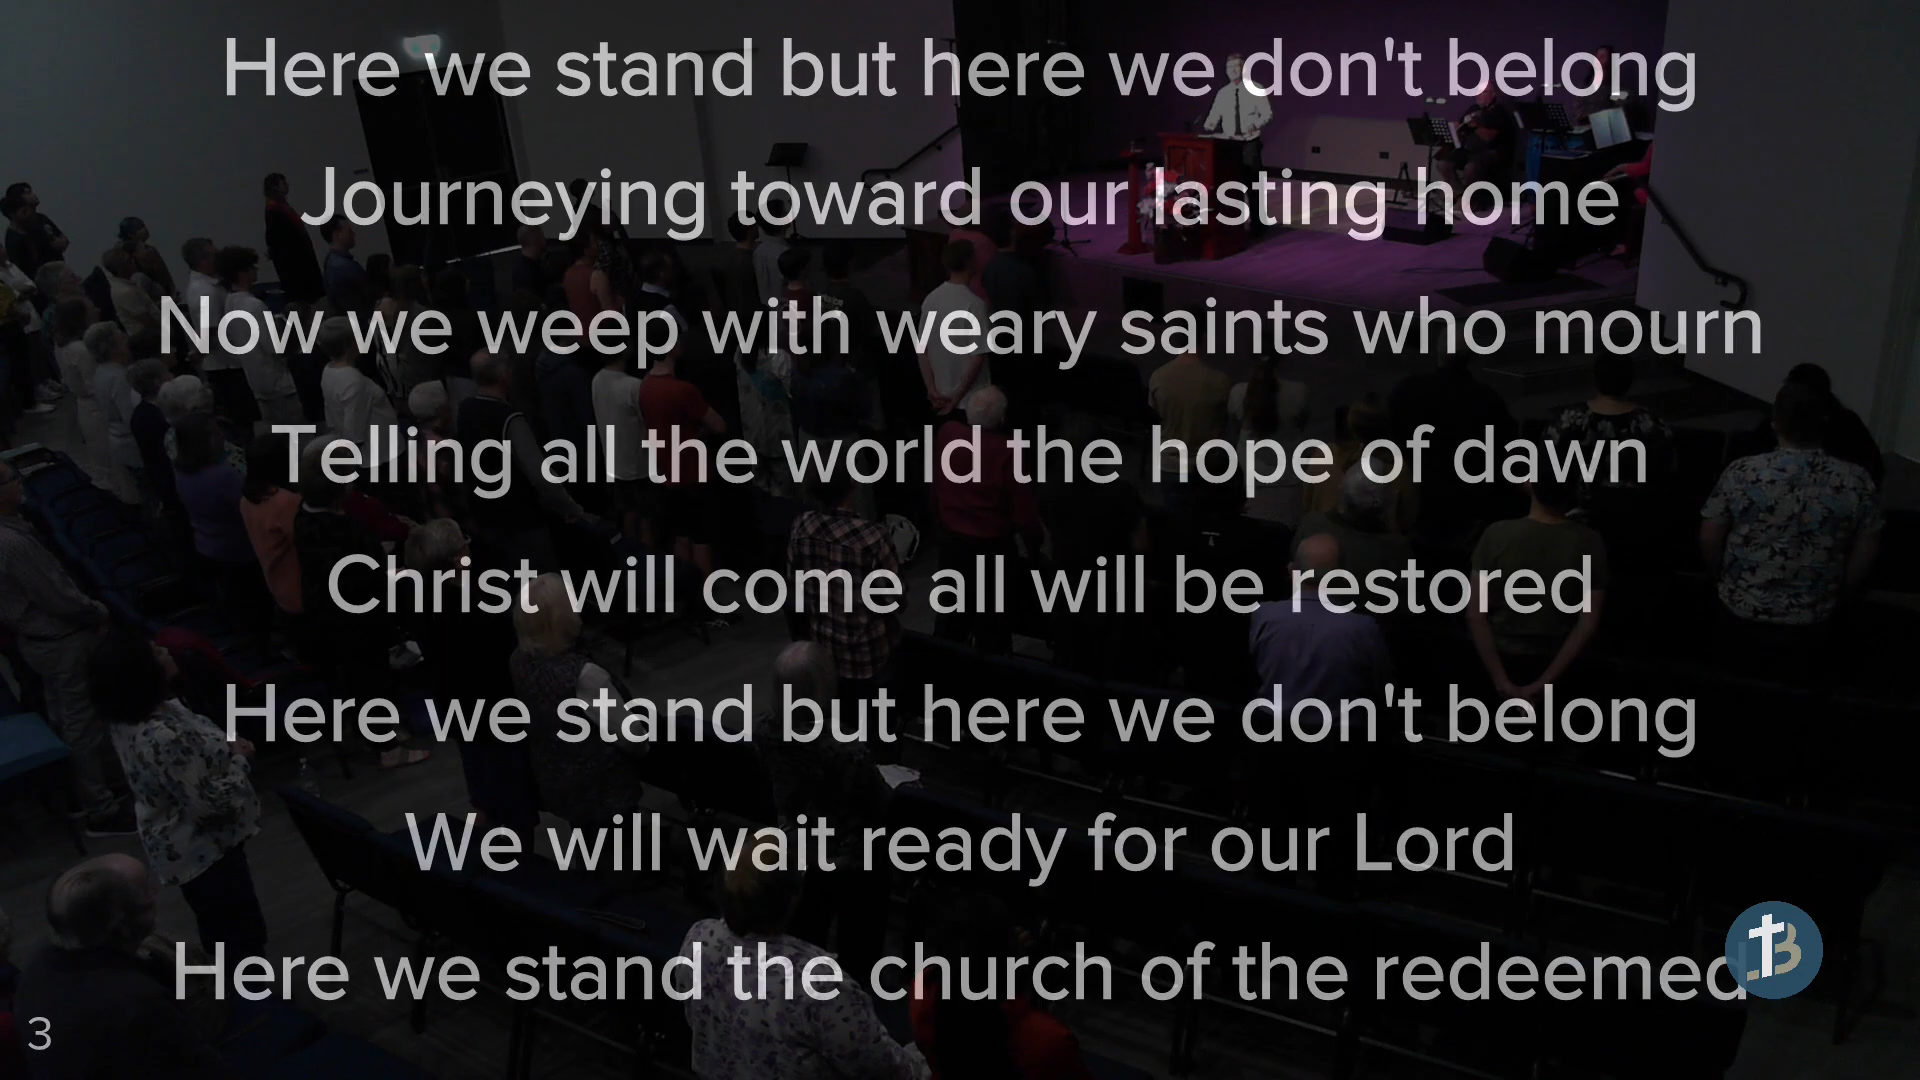 Here we stand but here we don't belong
Journeying toward our lasting home
Now we weep with weary saints who mourn
Telling all the world the hope of dawn
Christ will come all will be restored
Here we stand but here we don't belong
We will wait ready for our Lord
Here we stand the church of the redeemed
B
3